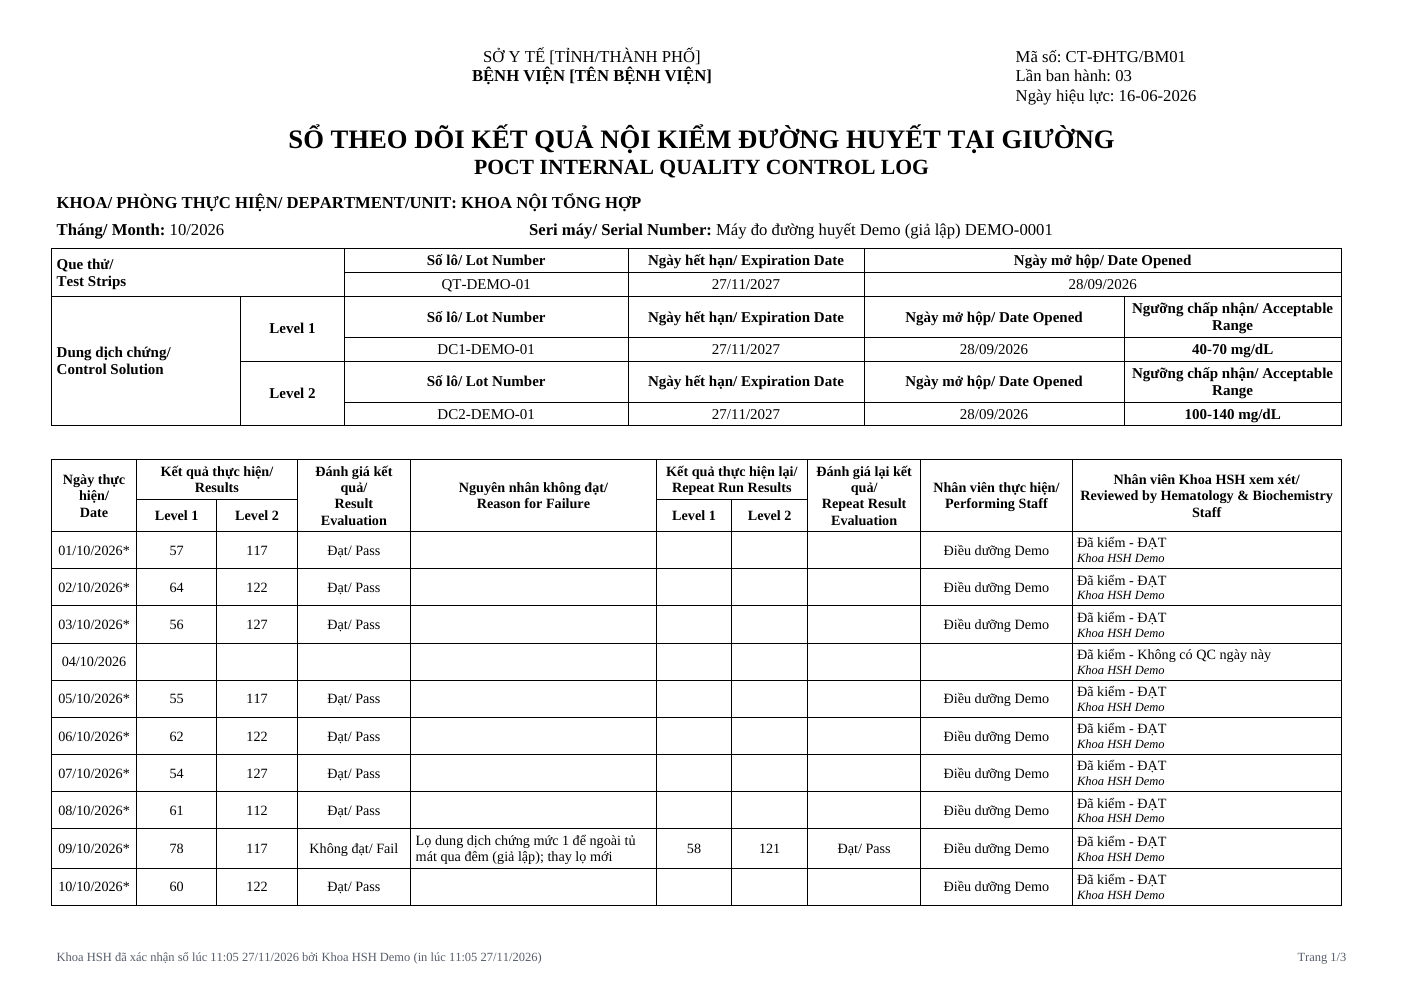 SỞ Y TẾ [TỈNH/THÀNH PHỐ]
BỆNH VIỆN [TÊN BỆNH VIỆN]
Mã số: CT-ĐHTG/BM01
Lần ban hành: 03
Ngày hiệu lực: 16-06-2026
SỔ THEO DÕI KẾT QUẢ NỘI KIỂM ĐƯỜNG HUYẾT TẠI GIƯỜNG
POCT INTERNAL QUALITY CONTROL LOG
KHOA/ PHÒNG THỰC HIỆN/ DEPARTMENT/UNIT: KHOA NỘI TỔNG HỢP
Tháng/ Month: 10/2026 Seri máy/ Serial Number: Máy đo đường huyết Demo (giả lập) DEMO-0001
Que thử/
Test Strips
Số lô/ Lot Number Ngày hết hạn/ Expiration Date Ngày mở hộp/ Date Opened
QT-DEMO-01 27/11/2027 28/09/2026
Dung dịch chứng/
Control Solution
Level 1
Số lô/ Lot Number Ngày hết hạn/ Expiration Date Ngày mở hộp/ Date Opened Ngưỡng chấp nhận/ Acceptable
Range
DC1-DEMO-01 27/11/2027 28/09/2026 40-70 mg/dL
Level 2
Số lô/ Lot Number Ngày hết hạn/ Expiration Date Ngày mở hộp/ Date Opened Ngưỡng chấp nhận/ Acceptable
Range
DC2-DEMO-01 27/11/2027 28/09/2026 100-140 mg/dL
Ngày thực
hiện/
Date
Kết quả thực hiện/
Results
Level 1 Level 2
Đánh giá kết
quả/
Result
Evaluation
Nguyên nhân không đạt/
Reason for Failure
Kết quả thực hiện lại/
Repeat Run Results
Level 1 Level 2
Đánh giá lại kết
quả/
Repeat Result
Evaluation
Nhân viên thực hiện/
Performing Staff
Nhân viên Khoa HSH xem xét/
Reviewed by Hematology & Biochemistry
Staff
01/10/2026* 57 117 Đạt/ Pass Điều dưỡng Demo Đã kiểm - ĐẠT
Khoa HSH Demo
02/10/2026* 64 122 Đạt/ Pass Điều dưỡng Demo Đã kiểm - ĐẠT
Khoa HSH Demo
03/10/2026* 56 127 Đạt/ Pass Điều dưỡng Demo Đã kiểm - ĐẠT
Khoa HSH Demo
04/10/2026 Đã kiểm - Không có QC ngày này
Khoa HSH Demo
05/10/2026* 55 117 Đạt/ Pass Điều dưỡng Demo Đã kiểm - ĐẠT
Khoa HSH Demo
06/10/2026* 62 122 Đạt/ Pass Điều dưỡng Demo Đã kiểm - ĐẠT
Khoa HSH Demo
07/10/2026* 54 127 Đạt/ Pass Điều dưỡng Demo Đã kiểm - ĐẠT
Khoa HSH Demo
08/10/2026* 61 112 Đạt/ Pass Điều dưỡng Demo Đã kiểm - ĐẠT
Khoa HSH Demo
09/10/2026* 78 117 Không đạt/ Fail Lọ dung dịch chứng mức 1 để ngoài tủ
mát qua đêm (giả lập); thay lọ mới
58 121 Đạt/ Pass Điều dưỡng Demo Đã kiểm - ĐẠT
Khoa HSH Demo
10/10/2026* 60 122 Đạt/ Pass Điều dưỡng Demo Đã kiểm - ĐẠT
Khoa HSH Demo
Khoa HSH đã xác nhận sổ lúc 11:05 27/11/2026 bởi Khoa HSH Demo (in lúc 11:05 27/11/2026) Trang 1/3